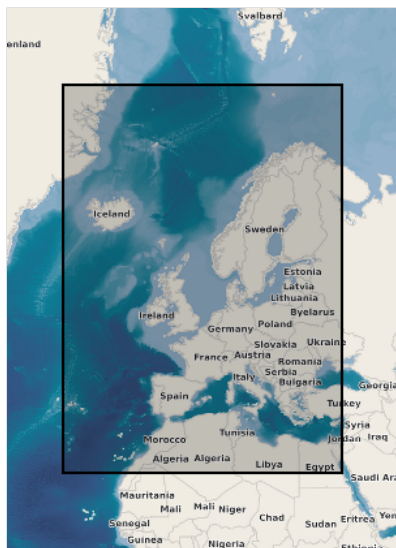 Svalbard
enland
Iceland
Sweden
Estonia
Latvia
Lithuania
Byelarus
Ireland
Poland
Germany
Slovakia
Ukraine
France
Austria
Romania
Serbia
Italy
Bulgaria
Georgia
Spain
Turkey
Syria
Morocco
Tunisia
Jordan
Iraq
Algeria
Algeria
Libya
Egypt
Saudi Ara
Mauritania
Mali
Mali
Niger
Chad
Sudan
Eritrea
Yen
Senegal
Guinea
Nigeria
Ethiopia